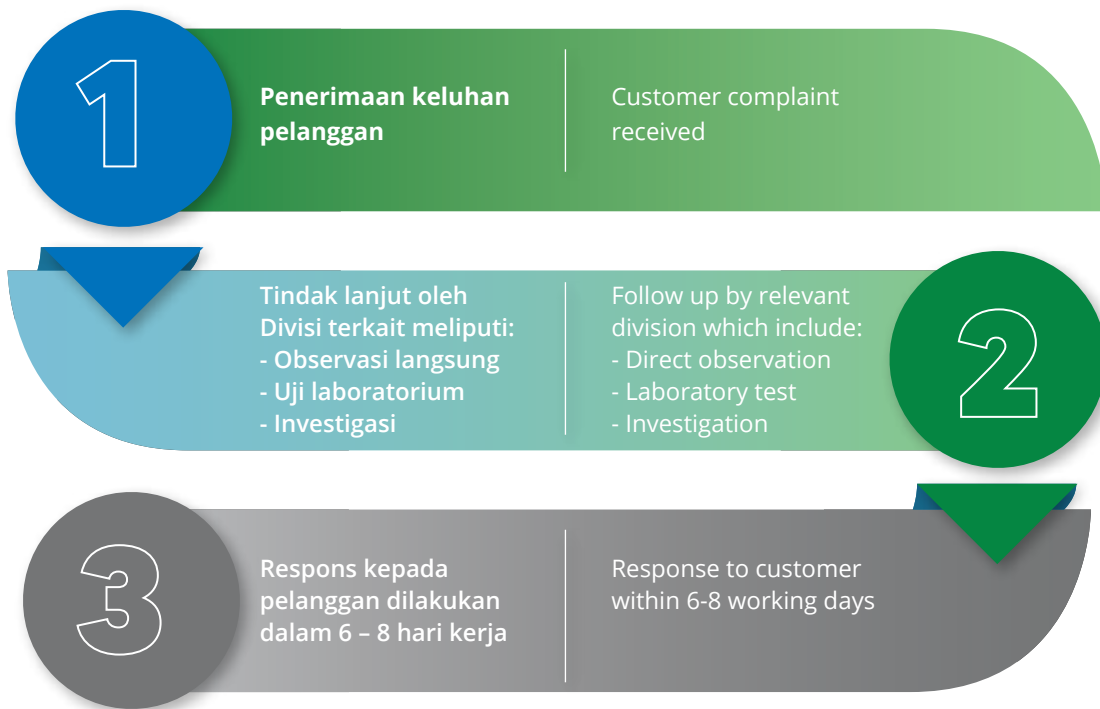 1
Penerimaan keluhan
pelanggan
Customer complaint
received
Tindak lanjut oleh
Divisi terkait meliputi:
- Observasi langsung
- Uji laboratorium
- Investigasi
Follow up by relevant
division which include:
- Direct observation
- Laboratory test
- Investigation
2
3
Respons kepada
pelanggan dilakukan
dalam 6 – 8 hari kerja
Response to customer
within 6-8 working days